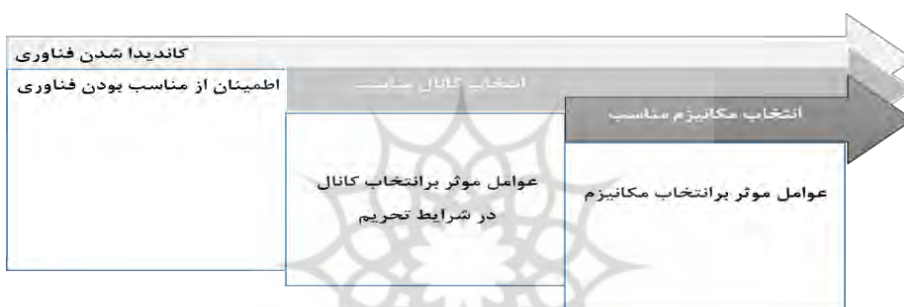 کاندیدا شدن فناوری
اطمینان از مناسب بودن فناوری
انتخاب کانال مناسب
عوامل موثر برانتخاب کانال
در شرایط تحریم
انتخاب مکانیزم مناسب
عوامل موثر برانتخاب مکانیزم